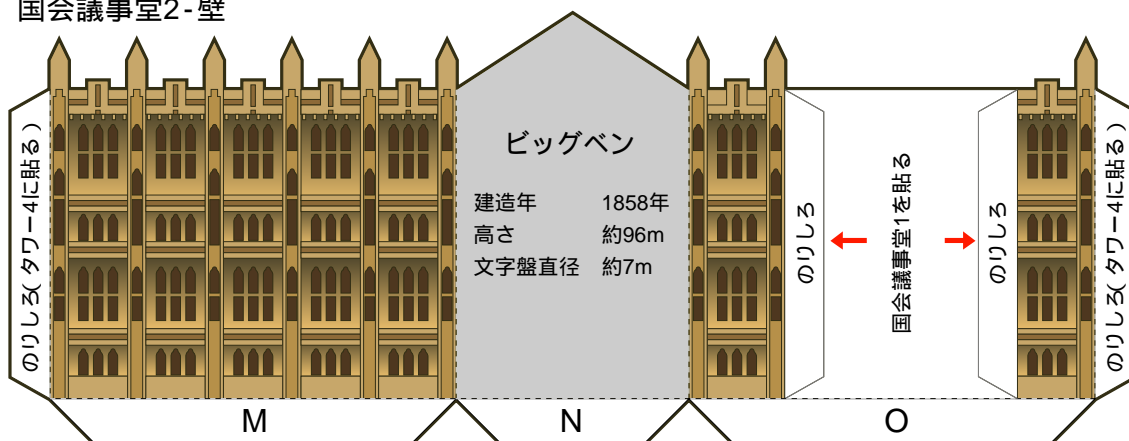 国会議事堂2-壁
のりしろ(タワー4に貼る)
ビッグベン
建造年 1858年
高さ 約96m
文字盤直径 約7m
のりしろ
国会議事堂1を貼る
のりしろ
のりしろ(タワー4に貼る)
M
N
O